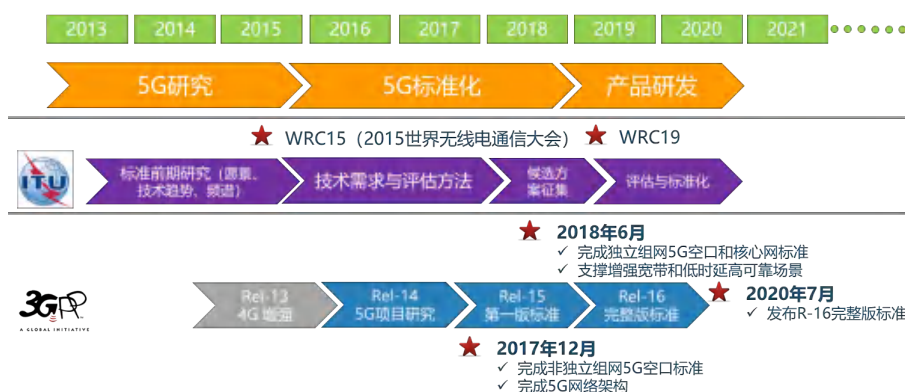 2013 2014 2015 2016 2017 2018 2019 2020 2021
5G研究 5G标准化 产品研发
WRC15（2015世界无线电通信大会） WRC19
ITU
标准前期研究（愿景、
技术趋势、频谱）
技术需求与评估方法
候选方
案征集
评估与标准化
2018年6月
✓ 完成独立组网5G空口和核心网标准
✓ 支撑增强宽带和低时延高可靠场景
3GPP
A GLOBAL INITIATIVE
Rel-13
4G 增强
Rel-14
5G项目研究
Rel-15
第一版标准
Rel-16
完整版标准
2020年7月
✓ 发布R-16完整版标准
2017年12月
✓ 完成非独立组网5G空口标准
✓ 完成5G网络架构